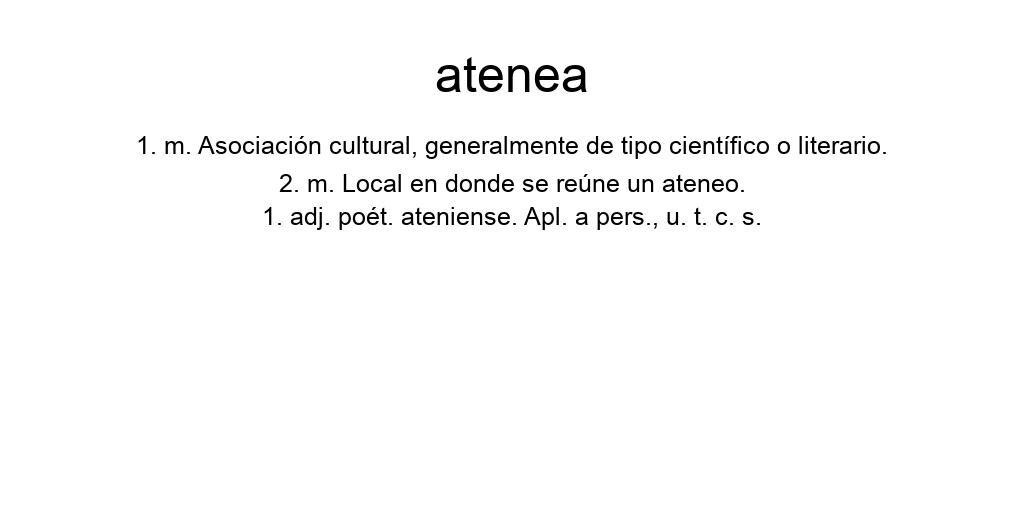 atenea
1. m. Asociación cultural, generalmente de tipo científico o literario.
2. m. Local en donde se reúne un ateneo.
1. adj. poét. ateniense. Apl. a pers., u. t. c. s.